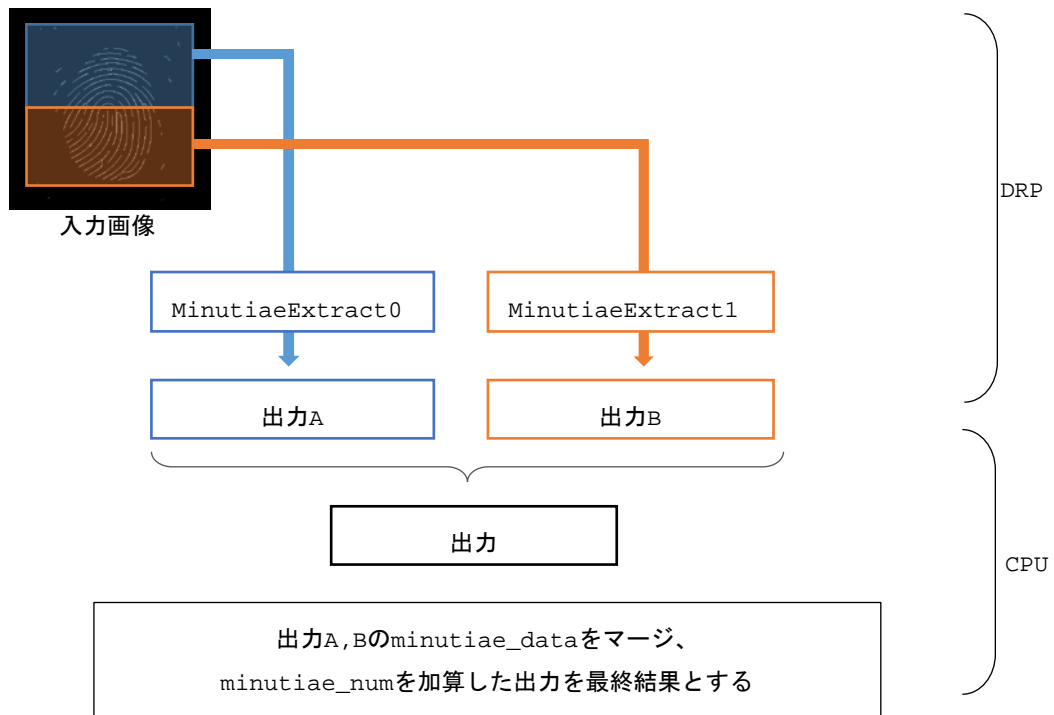 入力画像
DRP
MinutiaeExtract0
MinutiaeExtract1
出力A
出力B
出力
CPU
出力A,Bのminutiae_dataをマージ、
minutiae_numを加算した出力を最終結果とする